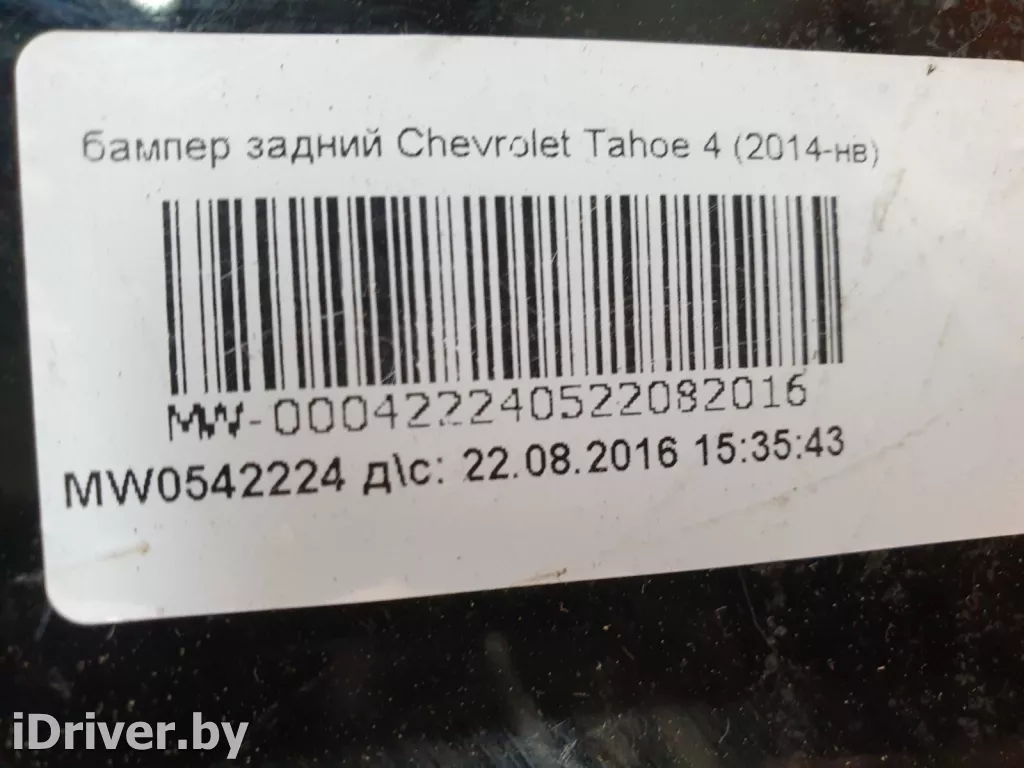 бампер задний Chevrolet Tahoe 4 (2014-нв)
MW-000422240522082016
MW0542224 д\с: 22.08.2016 15:35:43
iDriver.by